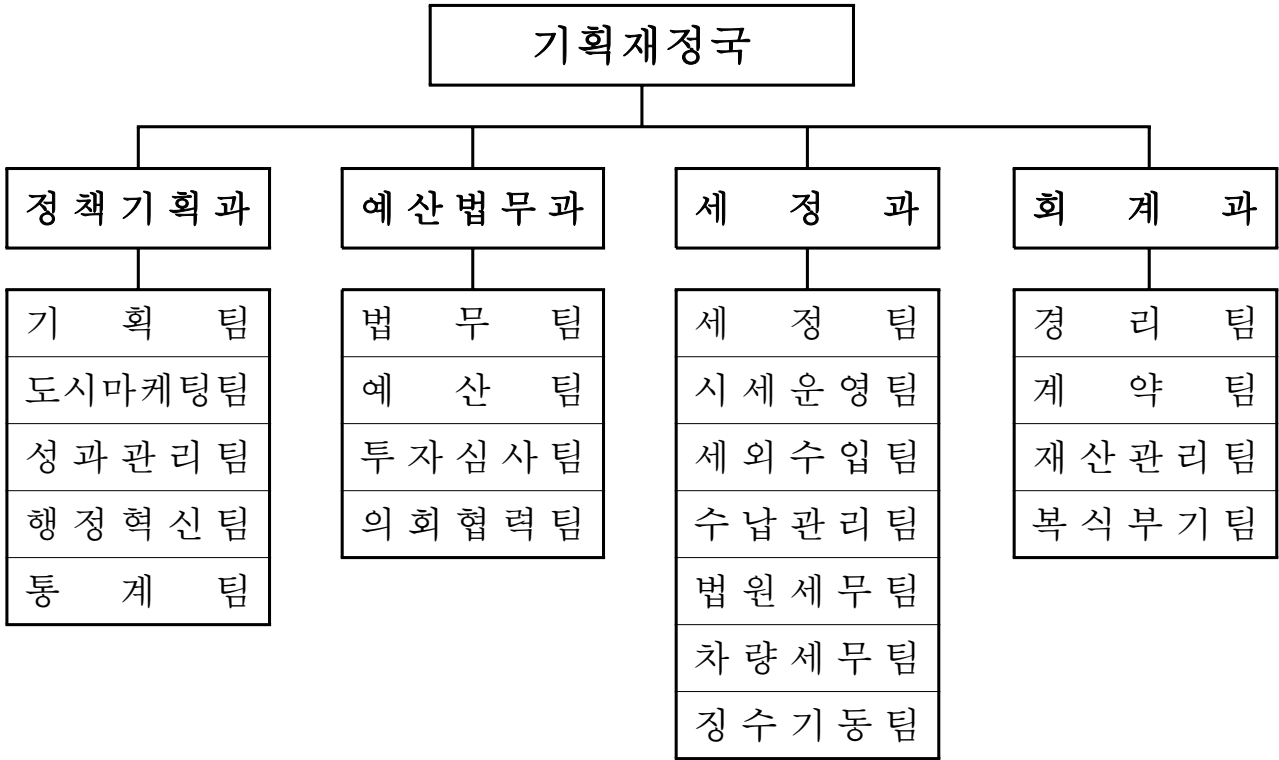 기획재정국
정책기획과
예산법무과
세정과
회계과
기획팀
도시마케팅팀
성과관리팀
행정혁신팀
통계팀
법무팀
예산팀
투자심사팀
의회협력팀
세정팀
시세운영팀
세외수입팀
수납관리팀
법원세무팀
차량세무팀
징수기동팀
경리팀
계약팀
재산관리팀
복식부기팀